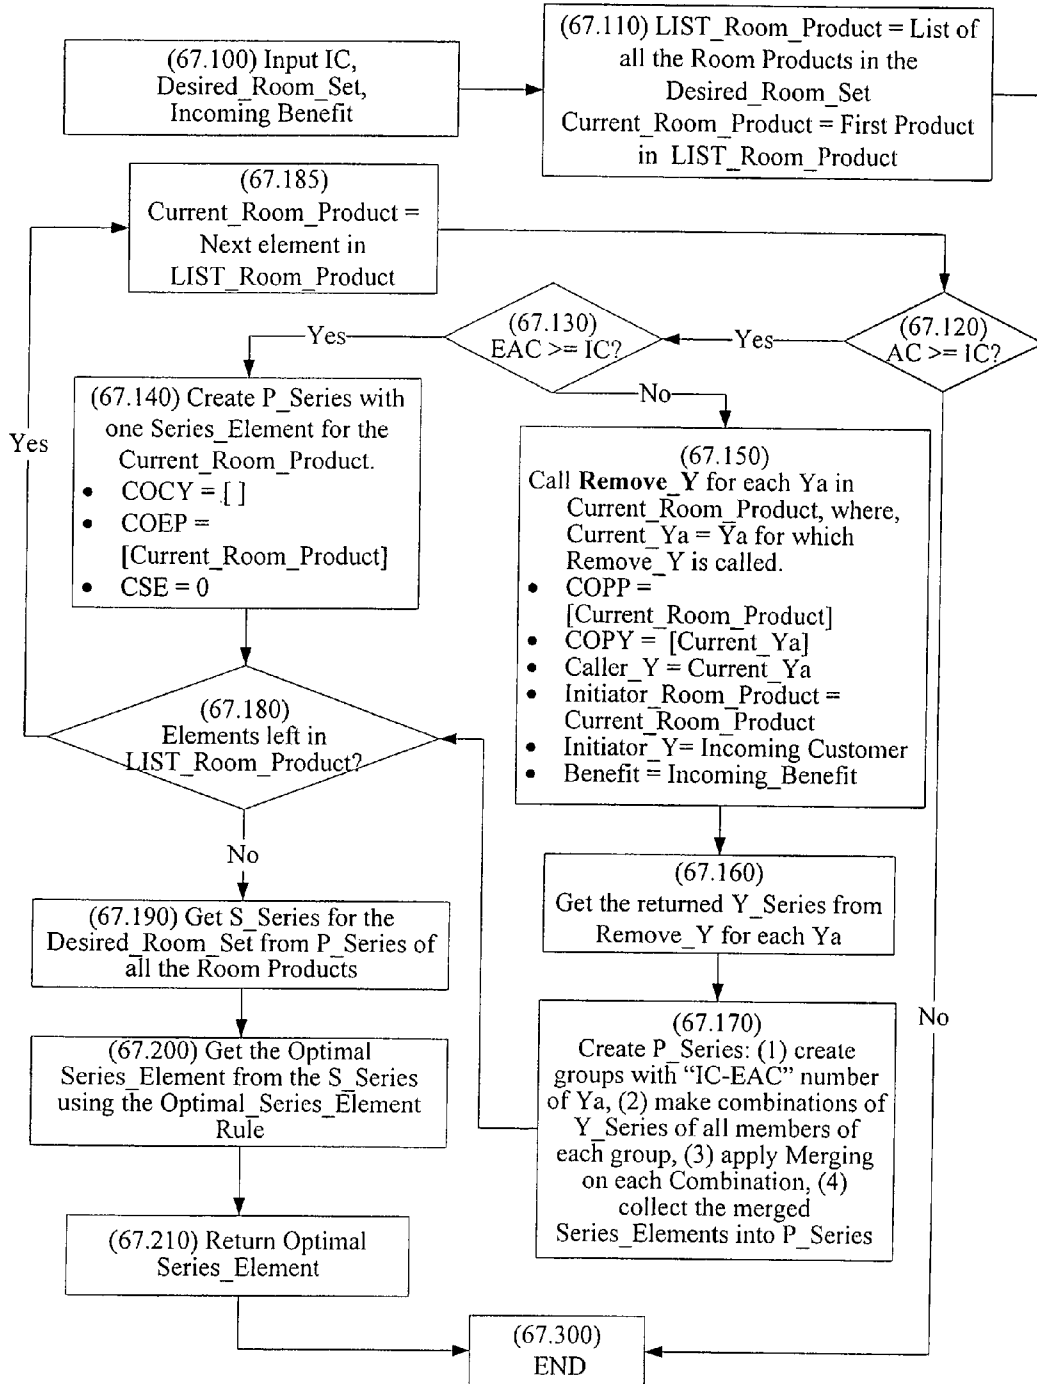 (67.100) Input IC,
Desired_Room_Set,
Incoming Benefit
(67.110) LIST_Room_Product = List of
all the Room Products in the
Desired_Room_Set
Current_Room_Product = First Product
in LIST_Room_Product
(67.185)
Current_Room_Product =
Next element in
LIST_Room_Product
(67.120)
AC >= IC?
Yes
(67.130)
EAC >= IC?
Yes
No
(67.140) Create P_Series with
one Series_Element for the
Current_Room_Product.
• COCY = [ ]
• COEP =
[Current_Room_Product]
• CSE = 0
Yes
(67.150)
Call Remove_Y for each Ya in
Current_Room_Product, where,
Current_Ya = Ya for which
Remove_Y is called.
• COPP =
[Current_Room_Product]
• COPY = [Current_Ya]
• Caller_Y = Current_Ya
• Initiator_Room_Product =
Current_Room_Product
• Initiator_Y= Incoming Customer
• Benefit = Incoming_Benefit
(67.180)
Elements left in
LIST_Room_Product?
No
(67.160)
Get the returned Y_Series from
Remove_Y for each Ya
(67.190) Get S_Series for the
Desired_Room_Set from P_Series of
all the Room Products
(67.170)
Create P_Series: (1) create
groups with “IC-EAC” number
of Ya, (2) make combinations of
Y_Series of all members of
each group, (3) apply Merging
on each Combination, (4)
collect the merged
Series_Elements into P_Series
No
(67.200) Get the Optimal
Series_Element from the S_Series
using the Optimal_Series_Element
Rule
(67.210) Return Optimal
Series_Element
(67.300)
END